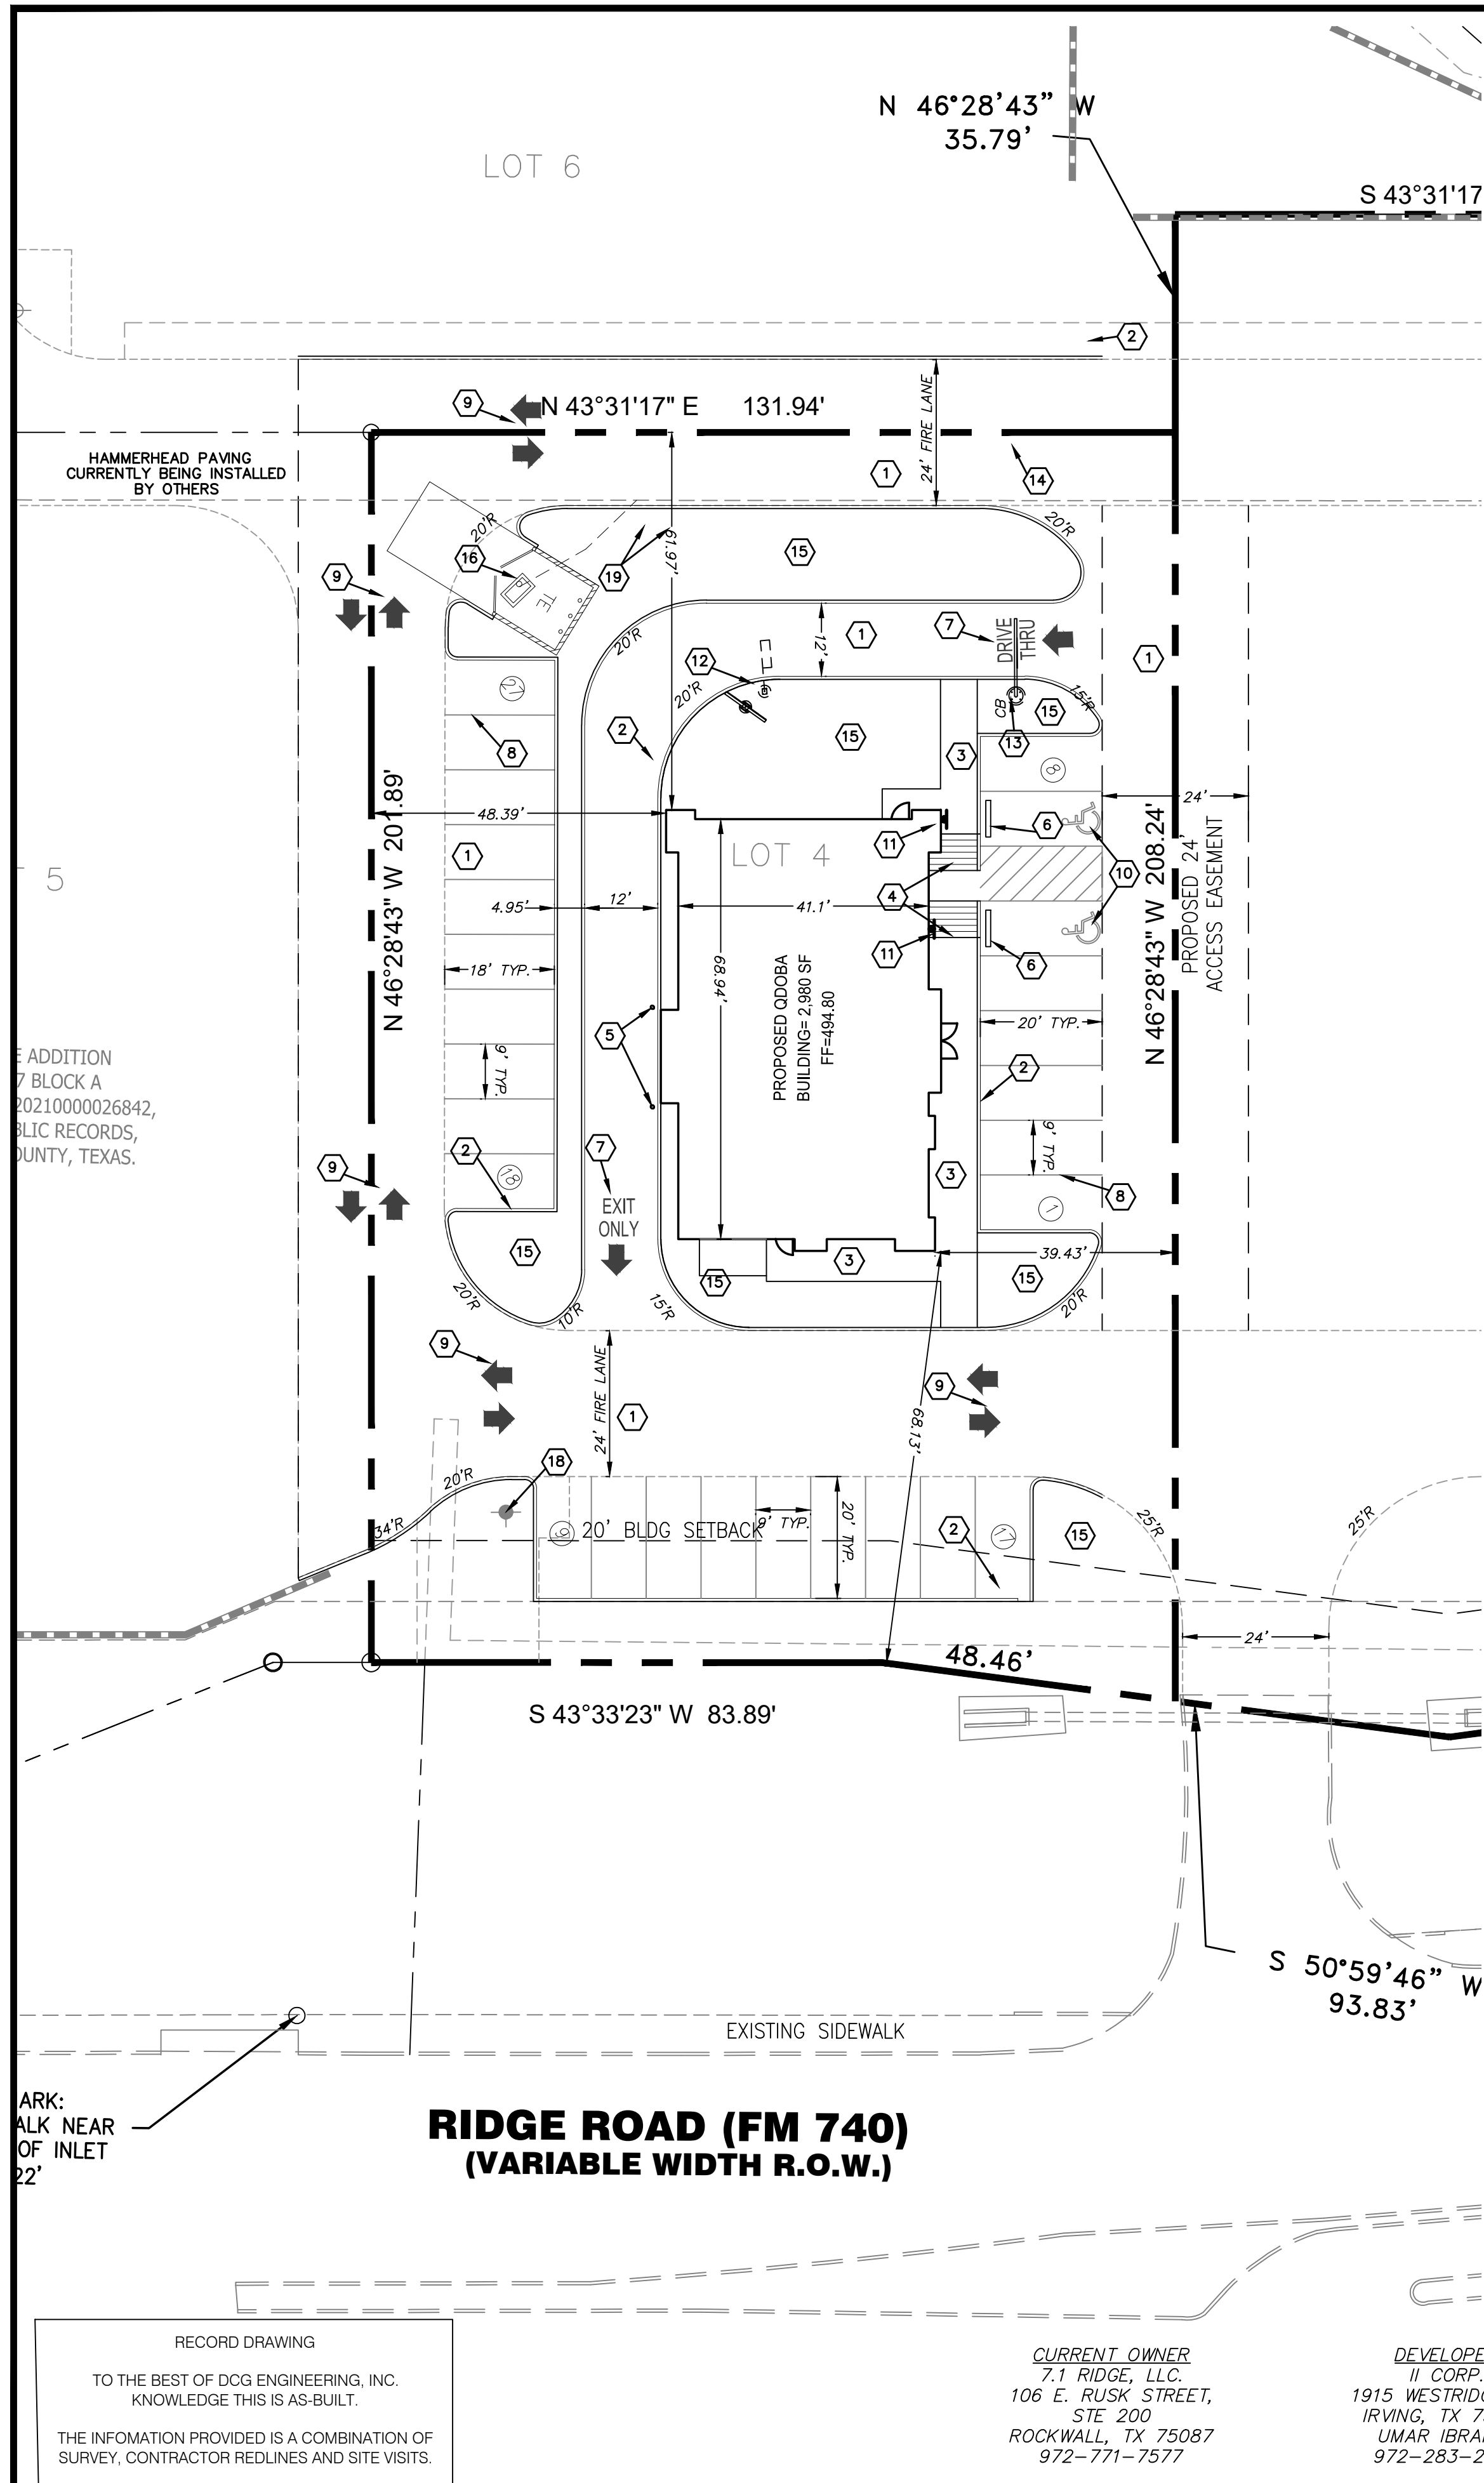 N 46°28'43” W
35.79'
LOT 6
S 43°31'17
2
9
N 43°31'17" E 131.94'
24' FIRE LANE
HAMMERHEAD PAVING
CURRENTLY BEING INSTALLED
BY OTHERS
1
14
20'R
20'R
15
16
61.97'
19
9
TE
20'R
12'
1
7
DRIVE
THRU
1
12
20'R
21
CB
15'R
15
2
15
8
3
13
8
N 46°28'43" W 201.89'
48.39'
24'
6
LOT 4
11
1
10
5
4
4.95'
12'
41.1'
N 46°28'43" W 208.24'
PROPOSED 24'
ACCESS EASEMENT
18' TYP.
68.94'
PROPOSED QDOBA
BUILDING= 2,980 SF
FF=494.80
11
6
20' TYP.
5
9' TYP.
2
E ADDITION
7 BLOCK A
20210000026842,
BLIC RECORDS,
OUNTY, TEXAS.
9' TYP.
2
7
9
18
3
8
EXIT
ONLY
1
15
3
39.43'
15
15
20'R
10'R
15'R
20'R
9
24' FIRE LANE
1
9
68.13'
18
20'R
34'R
9
20' BLDG SETBACK
9' TYP.
20' TYP.
2
17
15
25'R
25'R
24'
48.46'
S 43°33'23" W 83.89'
S 50°59'46” W
93.83'
EXISTING SIDEWALK
ARK:
ALK NEAR
OF INLET
22'
RIDGE ROAD (FM 740)
(VARIABLE WIDTH R.O.W.)
RECORD DRAWING
TO THE BEST OF DCG ENGINEERING, INC.
KNOWLEDGE THIS IS AS-BUILT.
THE INFOMATION PROVIDED IS A COMBINATION OF
SURVEY, CONTRACTOR REDLINES AND SITE VISITS.
CURRENT OWNER
7.1 RIDGE, LLC.
106 E. RUSK STREET,
STE 200
ROCKWALL, TX 75087
972-771-7577
DEVELOPE
II CORP.
1915 WESTRID
IRVING, TX 7
UMAR IBRA
972-283-2